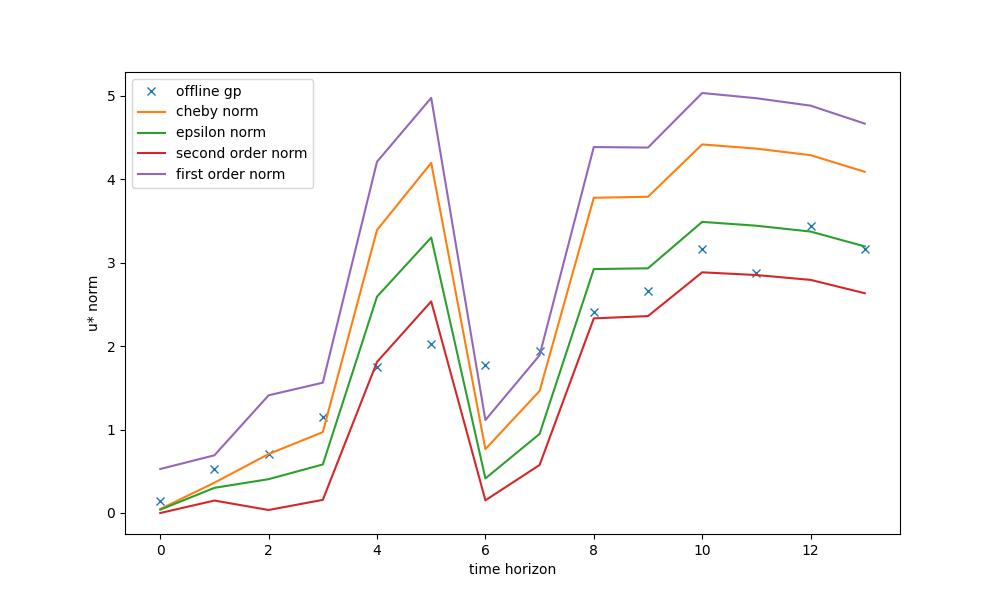 offline gp
cheby norm
epsilon norm
second order norm
first order norm
u* norm
5
4
3
2
1
0
0 2 4 6 8 10 12
time horizon